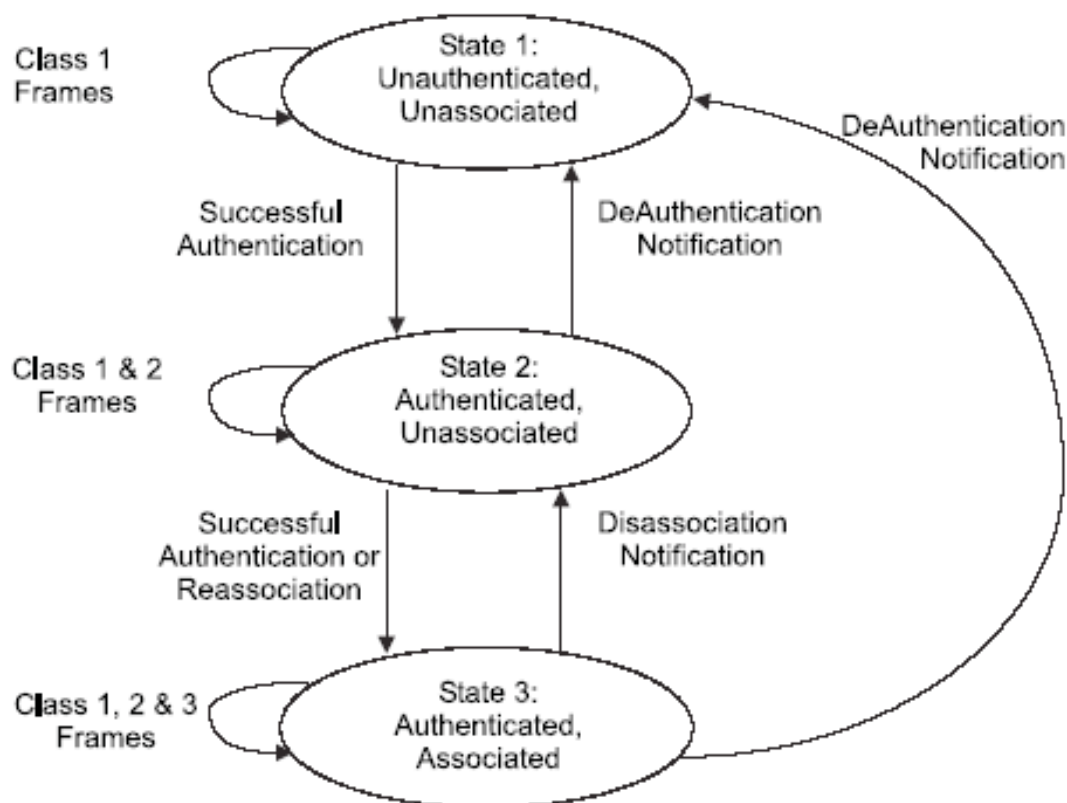 Class 1
Frames
State 1:
Unauthenticated,
Unassociated
DeAuthentication
Notification
Successful
Authentication
DeAuthentication
Notification
Class 1 & 2
Frames
State 2:
Authenticated,
Unassociated
Successful
Authentication or
Reassociation
Disassociation
Notification
Class 1, 2 & 3
Frames
State 3:
Authenticated,
Associated